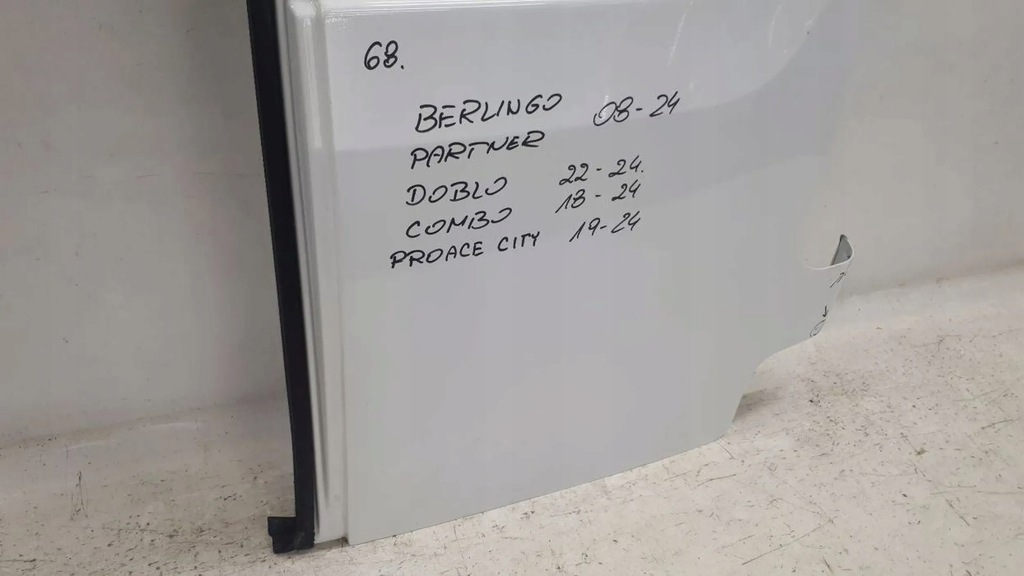 68.
BERLINGO 08-24
PARTNER
DOBLO 22-24.
COMBO 18-24
PROACE CITY 19-24